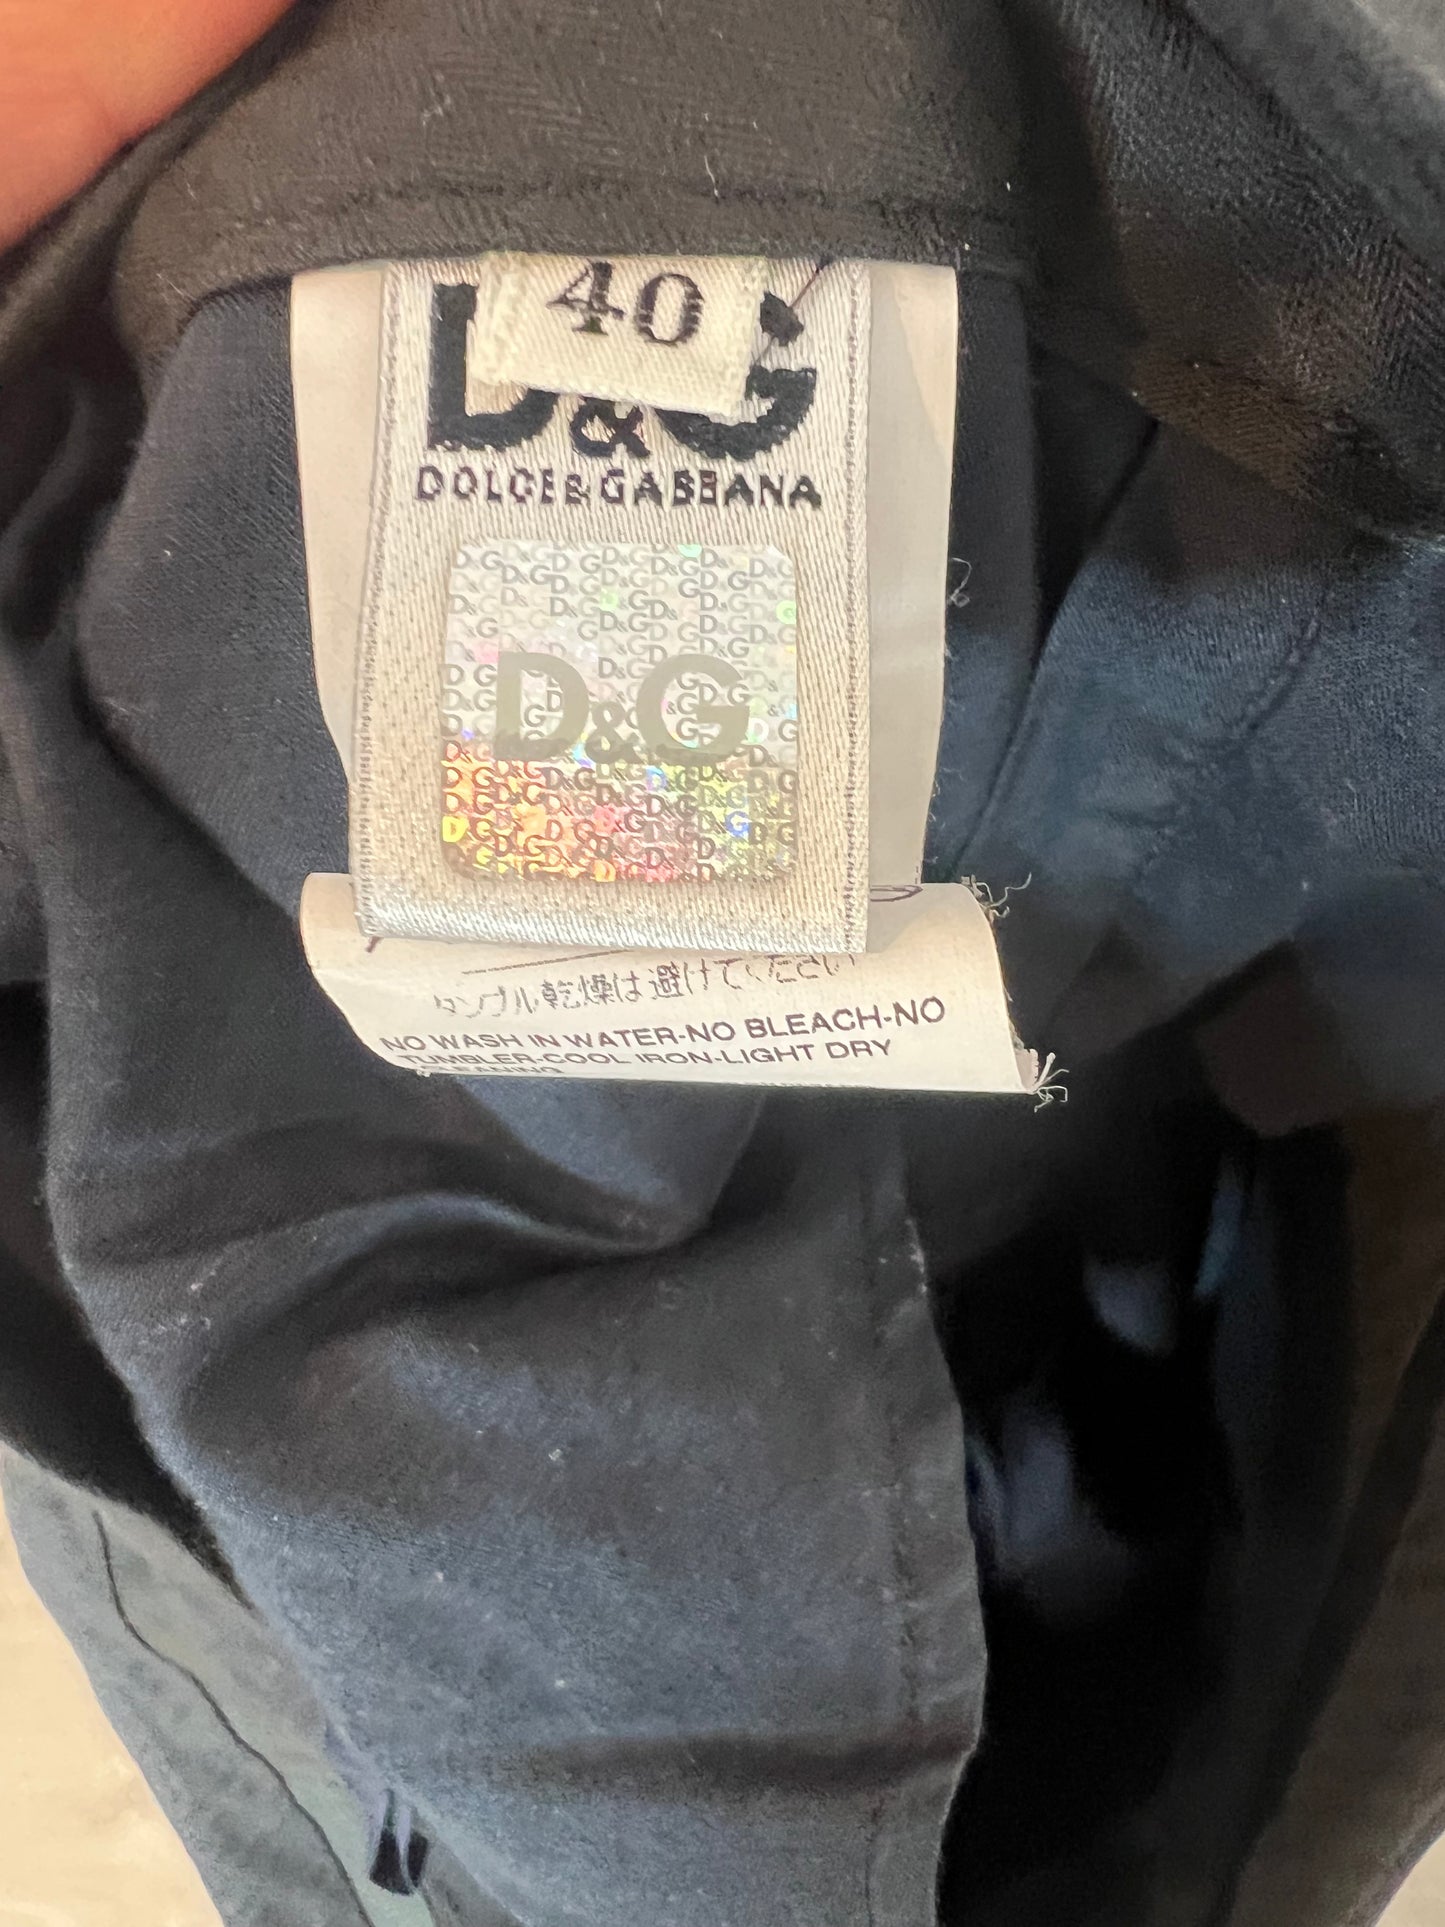 40
D&G
DOLCE&GABBANA
D&G
タンブル乾燥は避けてください
NO WASH IN WATER-NO BLEACH-NO
TUMBLER-COOL IRON-LIGHT DRY
CLEANING